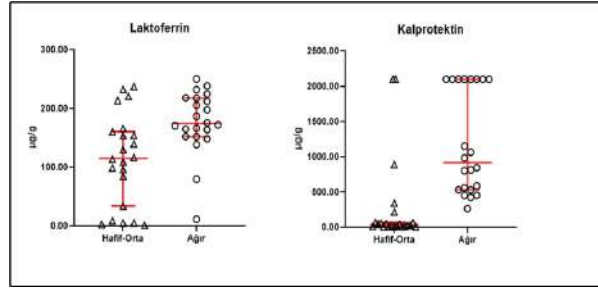 Laktoferrin
300.00
200.00
100.00
0.00
µg/g
Hafif-Orta
Ağır
Kalprotektin
2500.00
2000.00
1500.00
1000.00
500.00
0.00
µg/g
Hafif-Orta
Ağır